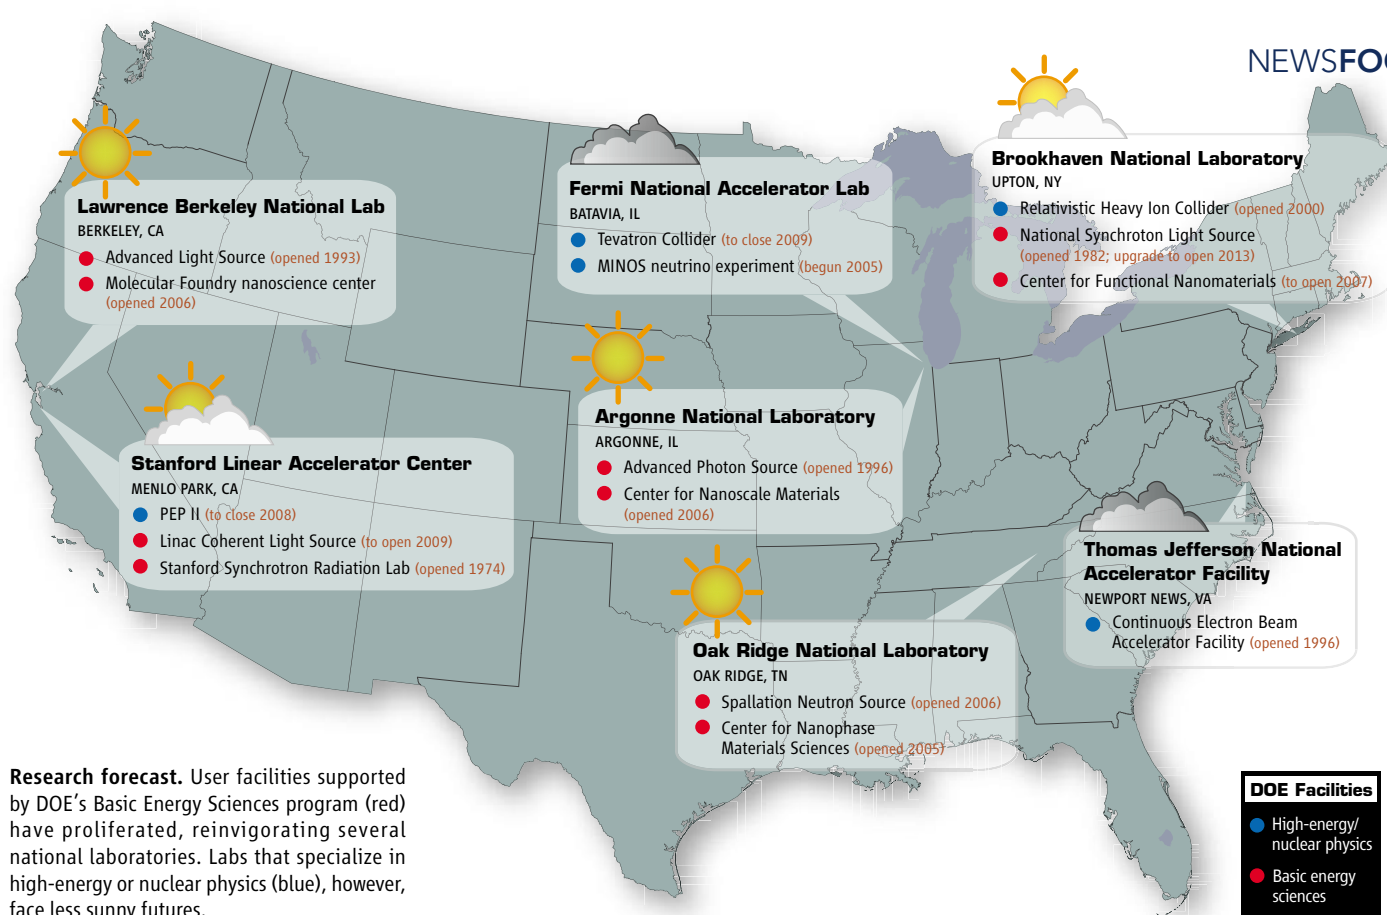 NEWSFOC
Lawrence Berkeley National Lab
BERKELEY, CA
Advanced Light Source (opened 1993)
Molecular Foundry nanoscience center
(opened 2006)
Stanford Linear Accelerator Center
MENLO PARK, CA
PEP II (to close 2008)
Linac Coherent Light Source (to open 2009)
Stanford Synchrotron Radiation Lab (opened 1974)
Fermi National Accelerator Lab
BATAVIA, IL
Tevatron Collider (to close 2009)
MINOS neutrino experiment (begun 2005)
Argonne National Laboratory
ARGONNE, IL
Advanced Photon Source (opened 1996)
Center for Nanoscale Materials
(opened 2006)
Oak Ridge National Laboratory
OAK RIDGE, TN
Spallation Neutron Source (opened 2006)
Center for Nanophase
Materials Sciences (opened 2005)
Brookhaven National Laboratory
UPTON, NY
Relativistic Heavy Ion Collider (opened 2000)
National Synchroton Light Source
(opened 1982; upgrade to open 2013)
Center for Functional Nanomaterials (to open 2007)
Thomas Jefferson National
Accelerator Facility
NEWPORT NEWS, VA
Continuous Electron Beam
Accelerator Facility (opened 1996)
Research forecast. User facilities supported
by DOE's Basic Energy Sciences program (red)
have proliferated, reinvigorating several
national laboratories. Labs that specialize in
high-energy or nuclear physics (blue), however,
face less sunny futures.
DOE Facilities
High-energy/
nuclear physics
Basic energy
sciences